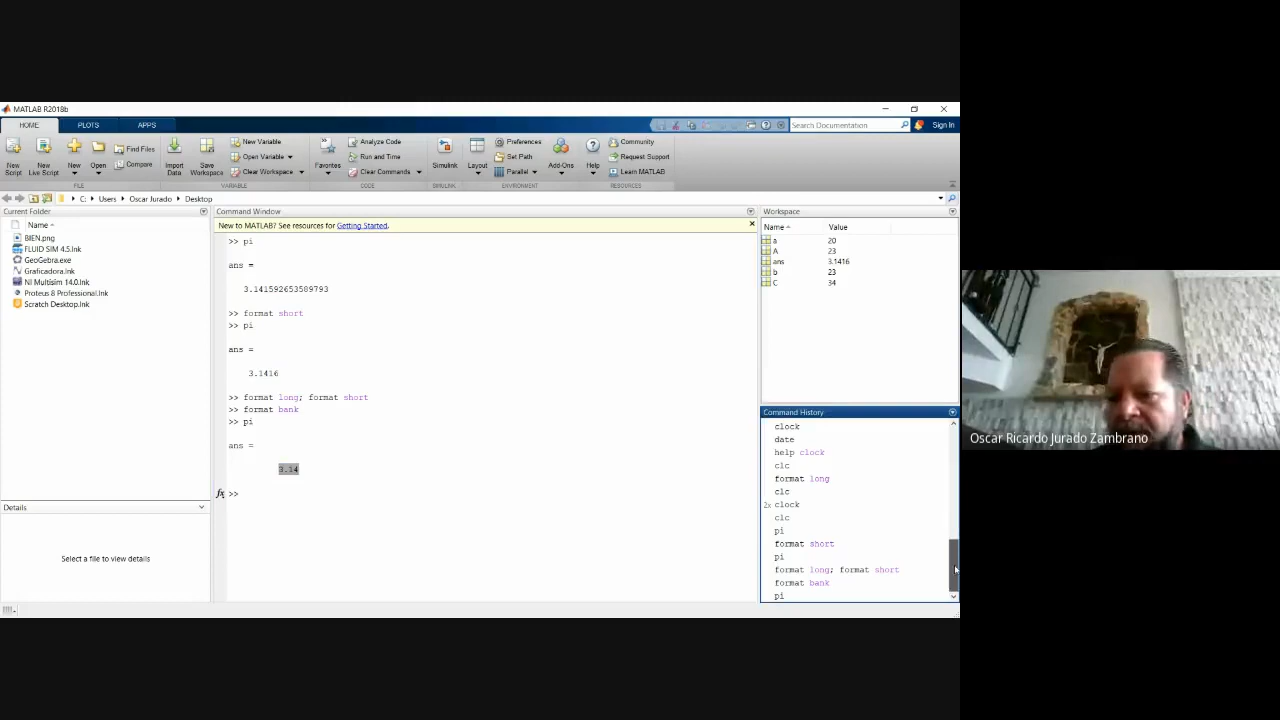 MATLAB R2018b
HOME PLOTS APPS
Search Documentation Sign In
New Script
New Live Script
New
Open
Find Files
Compare
FILE
Import Data
Save Workspace
New Variable
Open Variable
Clear Workspace
VARIABLE
Favorites
Analyze Code
Run and Time
Clear Commands
CODE
Simulink
SIMULINK
Layout
Preferences
Set Path
Parallel
Add-Ons
ENVIRONMENT
Help
Community
Request Support
Learn MATLAB
RESOURCES
C: Users Oscar Jurado Desktop
Current Folder
Name
BIEN.png
FLUID SIM 4.5.lnk
GeoGebra.exe
Graficadora.lnk
NI Multisim 14.0.lnk
Proteus 8 Professional.lnk
Scratch Desktop.lnk
Details
Select a file to view details
Command Window
New to MATLAB? See resources for Getting Started.
>> pi
ans =
3.141592653589793
>> format short
>> pi
ans =
3.1416
>> format long; format short
>> format bank
>> pi
ans =
3.14
fx >>
Workspace
Name Value
a 20
A 23
ans 3.1416
b 23
C 34
Command History
clock
date
help clock
clc
format long
clc
2x clock
clc
pi
format short
pi
format long; format short
format bank
pi
Oscar Ricardo Jurado Zambrano